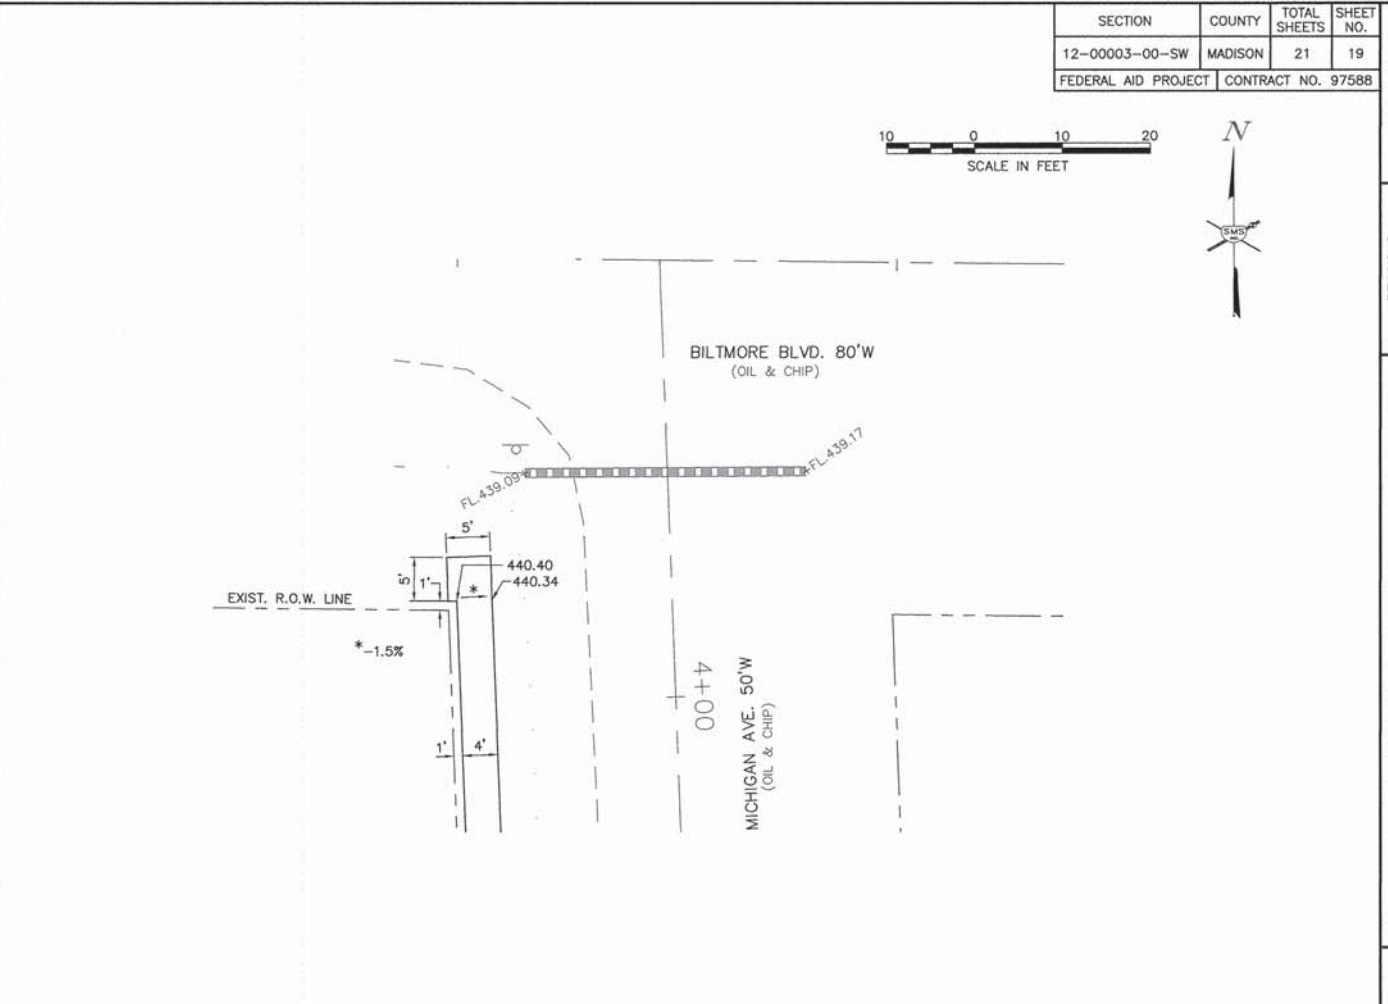 SECTION COUNTY TOTAL SHEETS SHEET NO.
12-00003-00-SW MADISON 21 19
FEDERAL AID PROJECT CONTRACT NO. 97588
10 0 10 20
SCALE IN FEET
N
SMS
BILTMORE BLVD. 80'W
(OIL & CHIP)
FL.439.09
FL.439.17
5'
5'
1'
*
440.40
440.34
EXIST. R.O.W. LINE
*-1.5%
1' 4'
4+00
MICHIGAN AVE. 50'W
(OIL & CHIP)